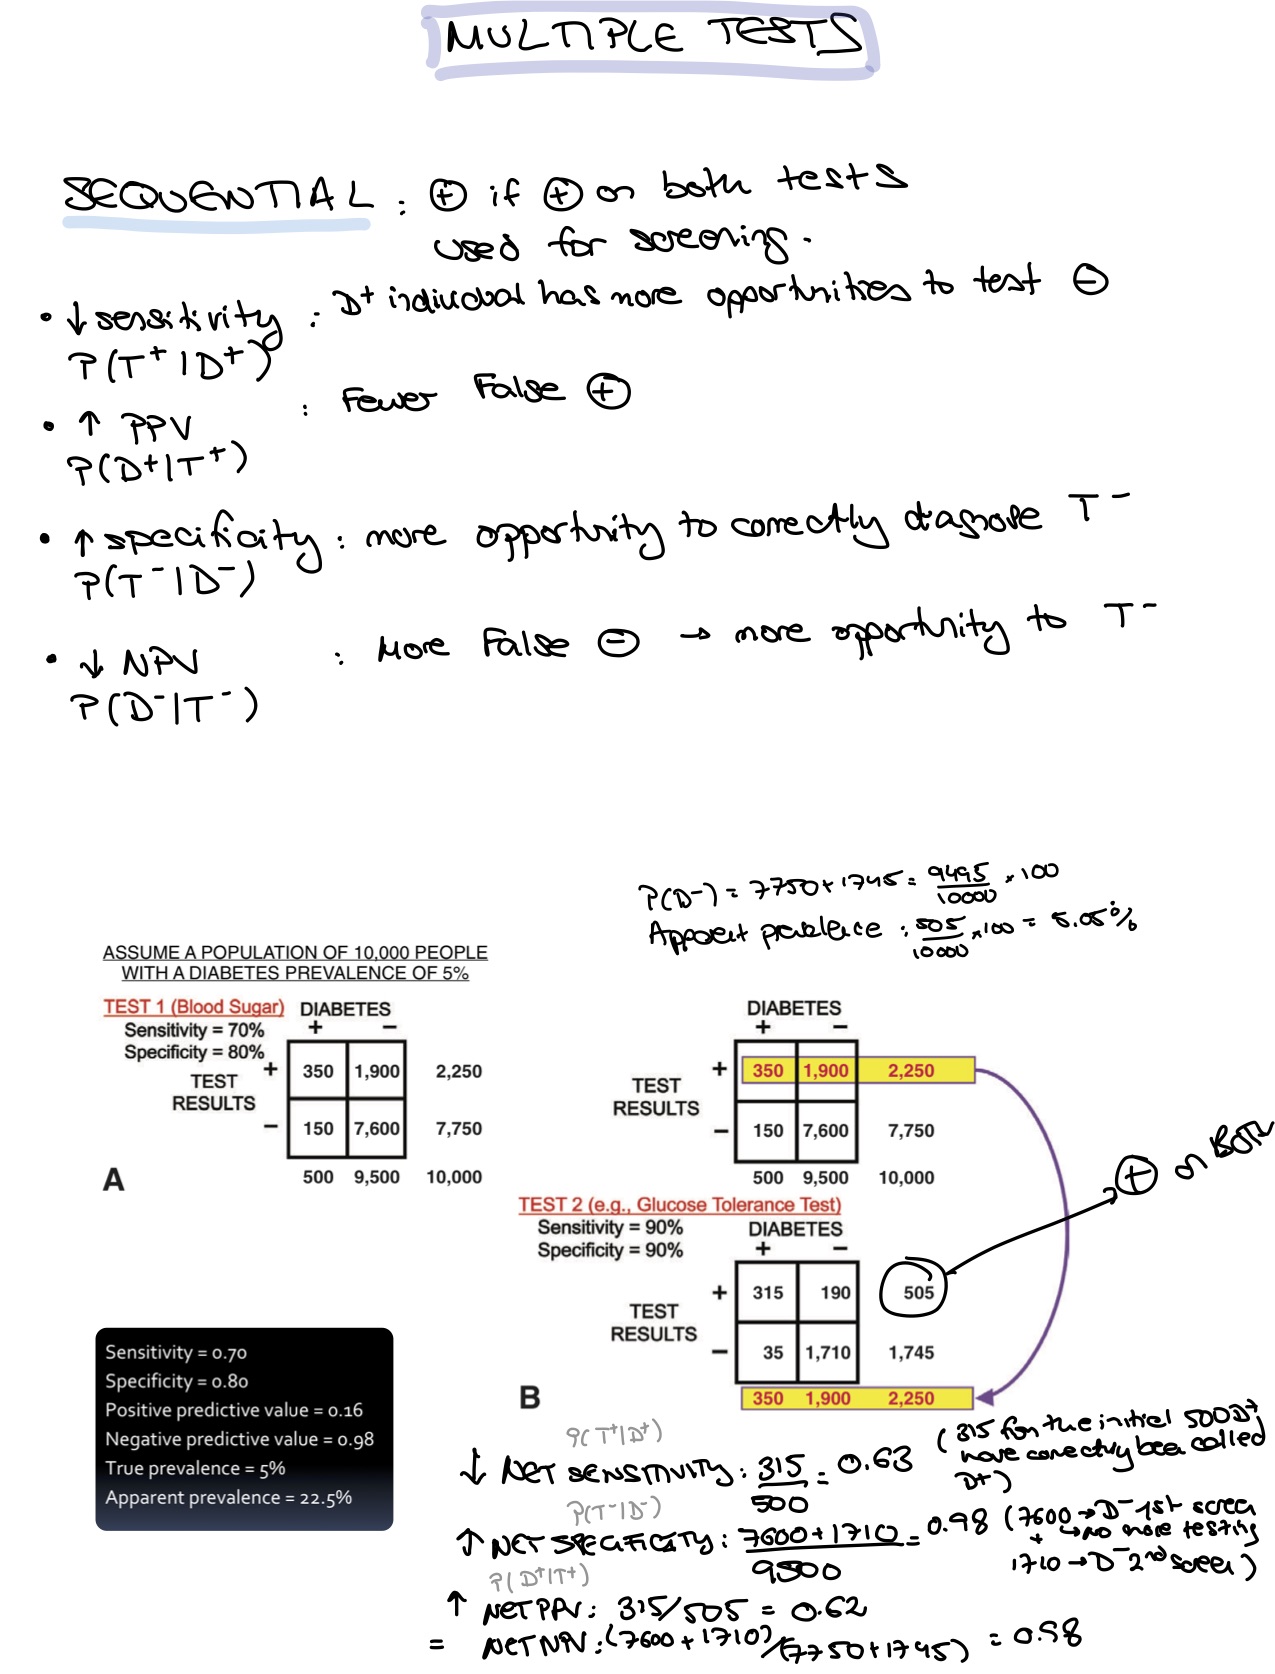 MULTIPLE TESTS
SEQUENTIAL : ⊕ if ⊕ on both tests
used for screening.
• ↓ sensitivity : D+ individual has more opportunities to test ⊖
P(T+ | D+)
• ↑ PPV : Fewer False ⊕
P(D+|T+)
• ↑ specificity : more opportunity to correctly diagnose T-
P(T- | D-)
• ↓ NPV : More False ⊖ → more opportunity to T-
P(D-|T-)
P(D-) = 7750 + 1745 = 9495/10000 × 100
Apparent prevalence : 505/10000 × 100 = 5.05%
ASSUME A POPULATION OF 10,000 PEOPLE
WITH A DIABETES PREVALENCE OF 5%
TEST 1 (Blood Sugar)
Sensitivity = 70%
Specificity = 80%
DIABETES
+ −
TEST
RESULTS
+ 350 1,900 2,250
− 150 7,600 7,750
500 9,500 10,000
A
DIABETES
+ −
TEST
RESULTS
+ 350 1,900 2,250
− 150 7,600 7,750
500 9,500 10,000
TEST 2 (e.g., Glucose Tolerance Test)
Sensitivity = 90%
Specificity = 90%
DIABETES
+ −
TEST
RESULTS
+ 315 190 505
− 35 1,710 1,745
350 1,900 2,250
B
⊕ on BOTH
Sensitivity = 0.70
Specificity = 0.80
Positive predictive value = 0.16
Negative predictive value = 0.98
True prevalence = 5%
Apparent prevalence = 22.5%
P(T+|D+)
↓ NET SENSITIVITY : 315/500 = 0.63
(315 from the initial 500 D+
have correctly been called
D+)
P(T-|D-)
↑ NET SPECIFICITY : 7600 + 1710/9500 = 0.98
(7600 → D- 1st screen
+ ↳ no more testing
1710 → D- 2nd screen)
P(D+|T+)
↑ NET PPV : 315/505 = 0.62
= NET NPV : (7600 + 1710)/(7750 + 1745) = 0.98